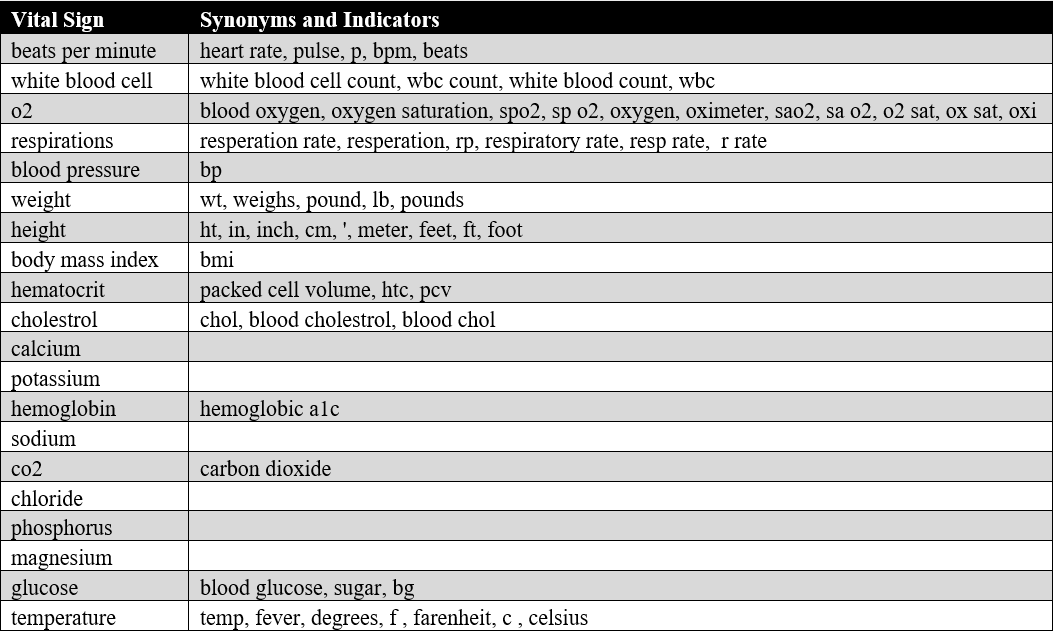 Vital Sign Synonyms and Indicators
beats per minute heart rate, pulse, p, bpm, beats
white blood cell white blood cell count, wbc count, white blood count, wbc
o2 blood oxygen, oxygen saturation, spo2, sp o2, oxygen, oximeter, sao2, sa o2, o2 sat, ox sat, oxi
respirations resperation rate, resperation, rp, respiratory rate, resp rate, r rate
blood pressure bp
weight wt, weighs, pound, lb, pounds
height ht, in, inch, cm, ', meter, feet, ft, foot
body mass index bmi
hematocrit packed cell volume, htc, pcv
cholestrol chol, blood cholestrol, blood chol
calcium
potassium
hemoglobin hemoglobic a1c
sodium
co2 carbon dioxide
chloride
phosphorus
magnesium
glucose blood glucose, sugar, bg
temperature temp, fever, degrees, f , farenheit, c , celsius